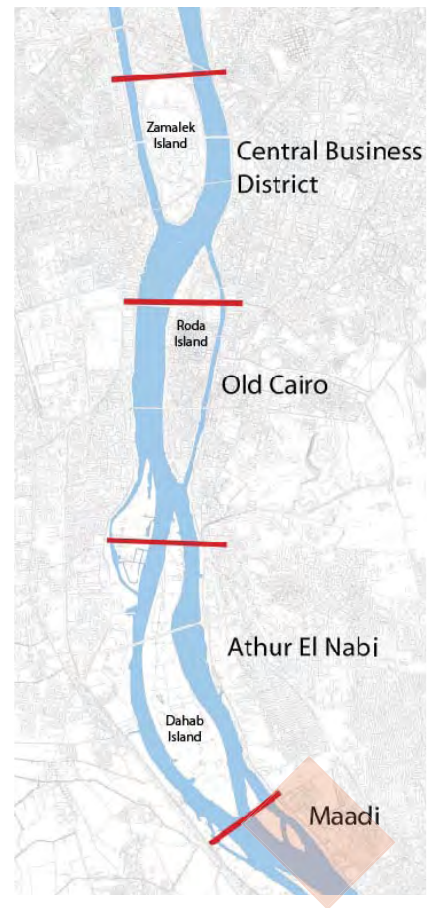 Zamalek
Island
Central Business
District
Roda
Island
Old Cairo
Athur El Nabi
Dahab
Island
Maadi